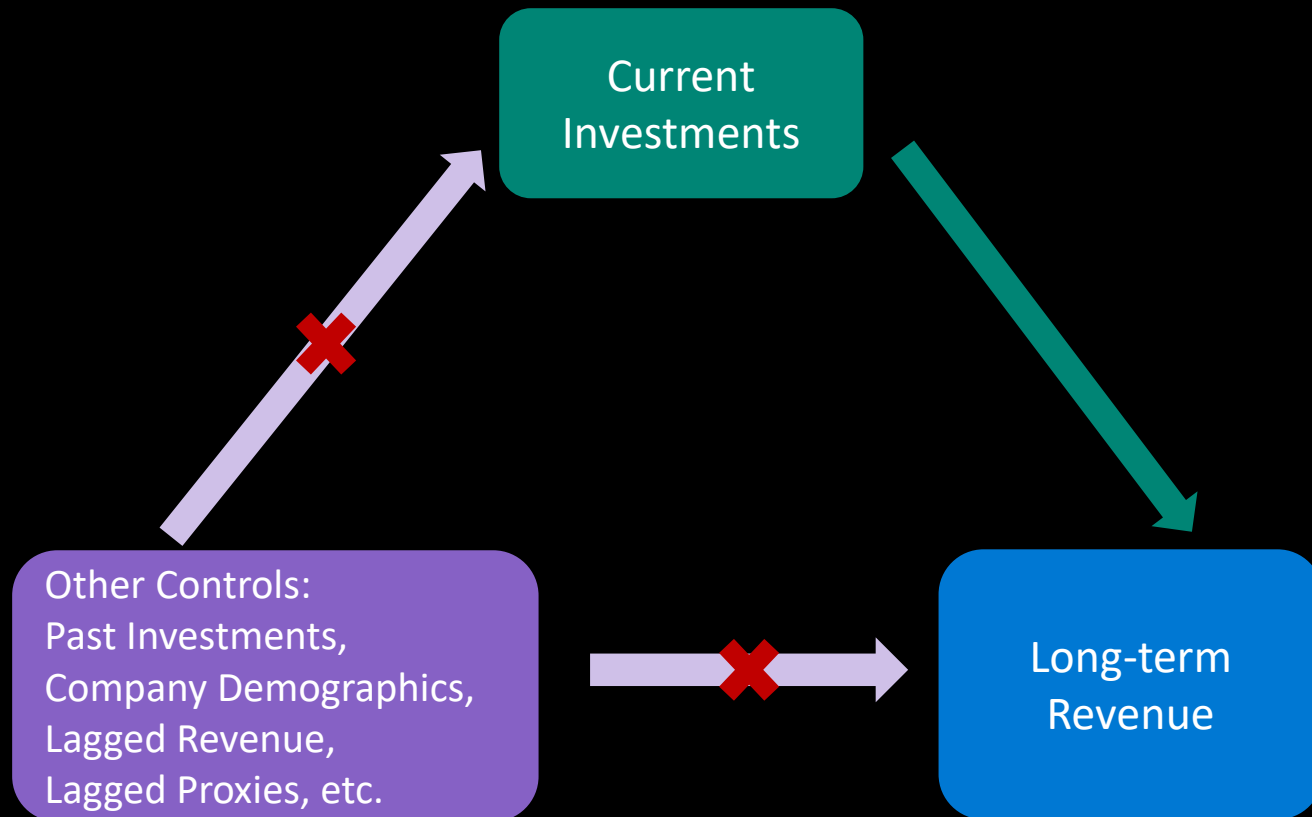 Current
Investments
Other Controls:
Past Investments,
Company Demographics,
Lagged Revenue,
Lagged Proxies, etc.
Long-term
Revenue